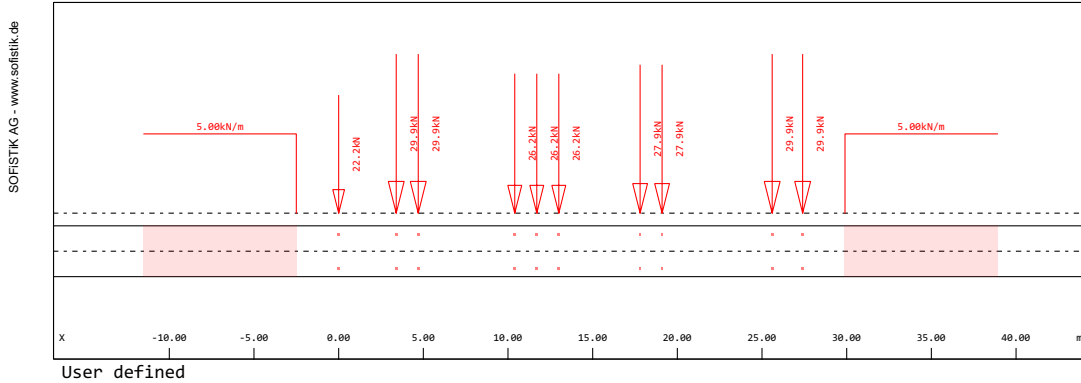 SOFiSTiK AG - www.sofistik.de
5.00kN/m
22.2kN
29.9kN
29.9kN
26.2kN
26.2kN
26.2kN
27.9kN
27.9kN
29.9kN
29.9kN
5.00kN/m
X -10.00 -5.00 0.00 5.00 10.00 15.00 20.00 25.00 30.00 35.00 40.00 m
User defined